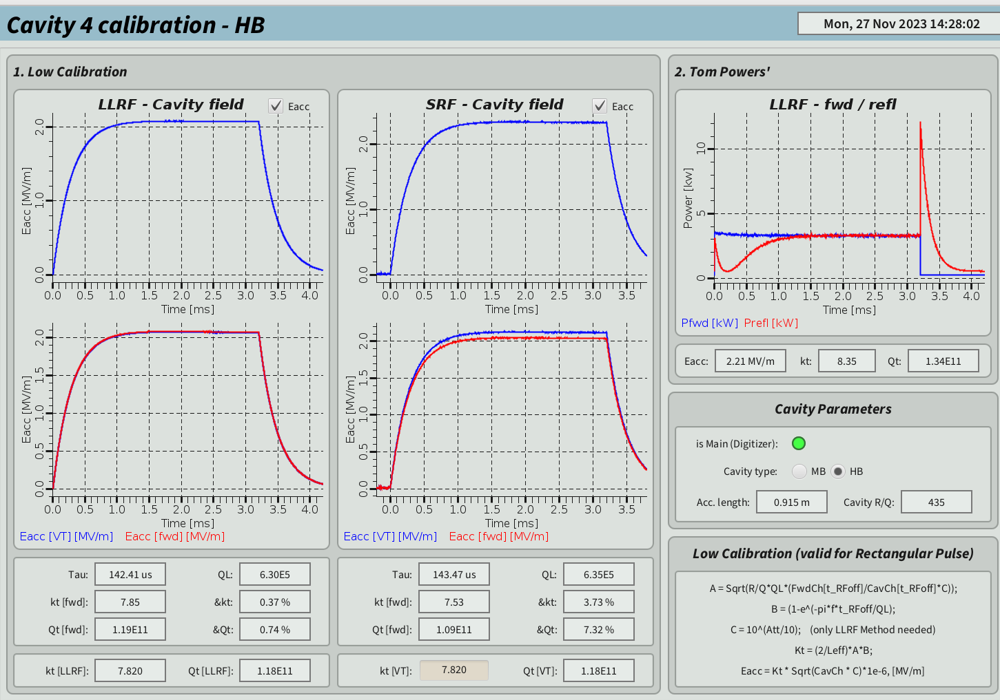 Cavity 4 calibration - HB
Mon, 27 Nov 2023 14:28:02
1. Low Calibration
LLRF - Cavity field
Eacc
Eacc [MV/m]
2.0
1.0
0.0
0.0 0.5 1.0 1.5 2.0 2.5 3.0 3.5 4.0
Time [ms]
Eacc [MV/m]
2.0
1.5
1.0
0.5
0.0
0.0 0.5 1.0 1.5 2.0 2.5 3.0 3.5 4.0
Time [ms]
Eacc [VT] [MV/m] Eacc [fwd] [MV/m]
Tau: 142.41 us QL: 6.30E5
kt [fwd]: 7.85 &kt: 0.37 %
Qt [fwd]: 1.19E11 &Qt: 0.74 %
kt [LLRF]: 7.820 Qt [LLRF]: 1.18E11
SRF - Cavity field
Eacc
Eacc [MV/m]
2.0
1.0
0.0
0.0 0.5 1.0 1.5 2.0 2.5 3.0 3.5
Time [ms]
Eacc [MV/m]
2.0
1.5
1.0
0.5
0.0
0.0 0.5 1.0 1.5 2.0 2.5 3.0 3.5
Time [ms]
Eacc [VT] [MV/m] Eacc [fwd] [MV/m]
Tau: 143.47 us QL: 6.35E5
kt [fwd]: 7.53 &kt: 3.73 %
Qt [fwd]: 1.09E11 &Qt: 7.32 %
kt [VT]: 7.820 Qt [VT]: 1.18E11
2. Tom Powers'
LLRF - fwd / refl
Power [kw]
10
5
0
0.0 0.5 1.0 1.5 2.0 2.5 3.0 3.5 4.0
Time [ms]
Pfwd [kW] Prefl [kW]
Eacc: 2.21 MV/m kt: 8.35 Qt: 1.34E11
Cavity Parameters
is Main (Digitizer):
Cavity type: MB HB
Acc. length: 0.915 m Cavity R/Q: 435
Low Calibration (valid for Rectangular Pulse)
A = Sqrt(R/Q*QL*(FwdCh[t_RFoff]/CavCh[t_RFoff]*C));
B = (1-e^(-pi*f*t_RFoff/QL);
C = 10^(Att/10); (only LLRF Method needed)
Kt = (2/Leff)*A*B;
Eacc = Kt * Sqrt(CavCh * C)*1e-6, [MV/m]